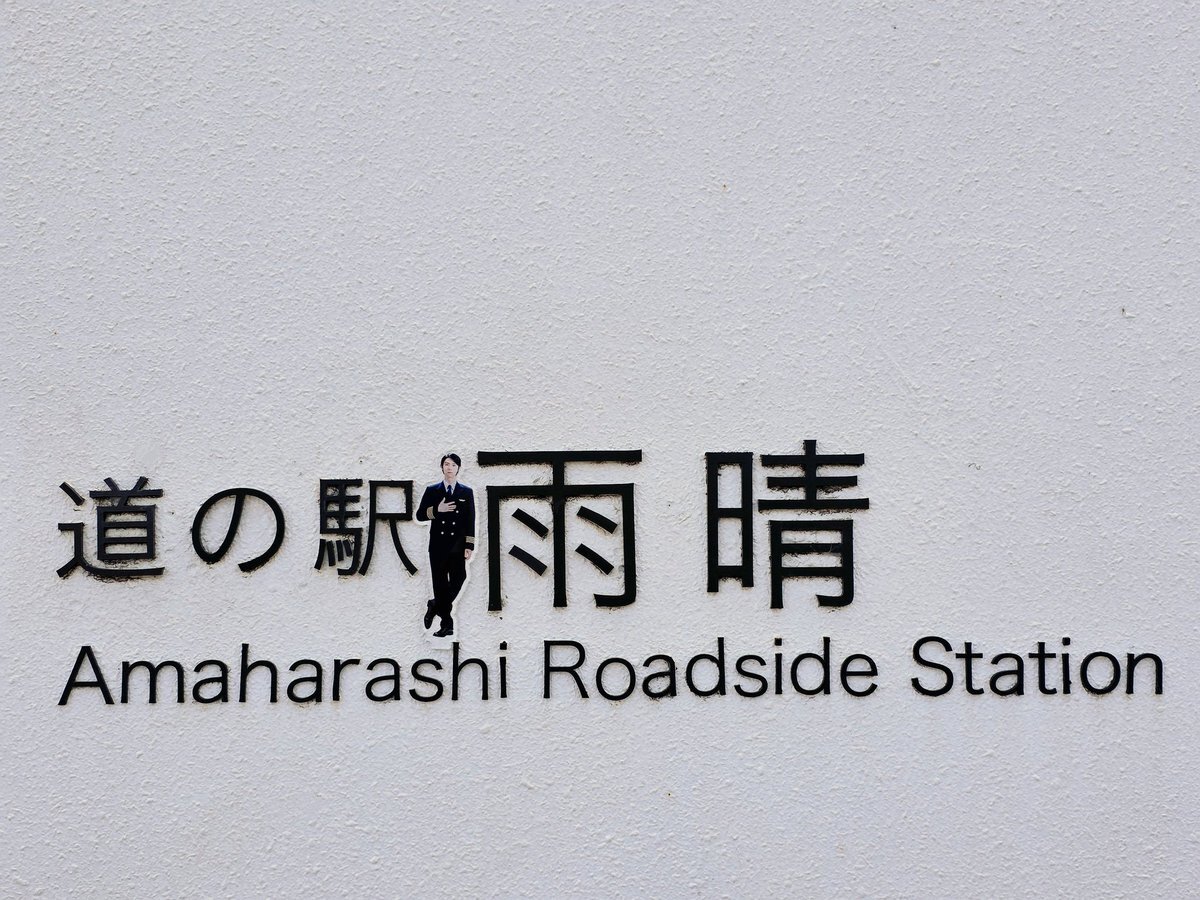 道の駅 雨晴
Amaharashi Roadside Station